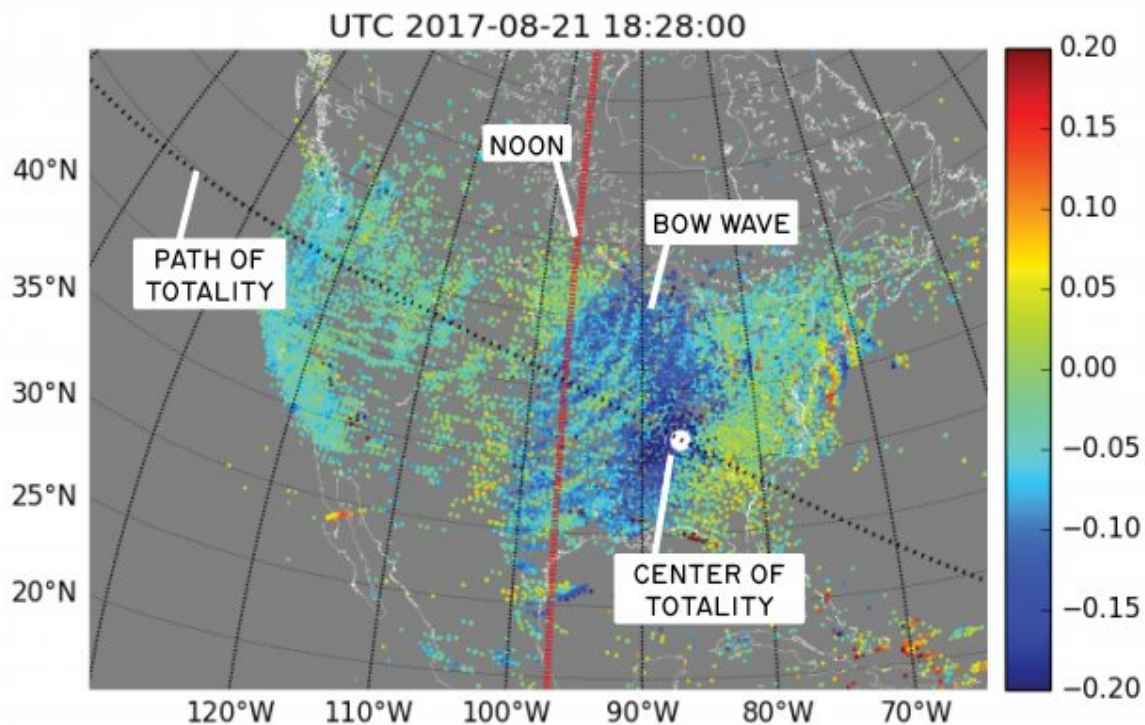 UTC 2017-08-21 18:28:00
NOON
BOW WAVE
PATH OF
TOTALITY
CENTER OF
TOTALITY
40°N
35°N
30°N
25°N
20°N
120°W
110°W
100°W
90°W
80°W
70°W
0.20
0.15
0.10
0.05
0.00
−0.05
−0.10
−0.15
−0.20